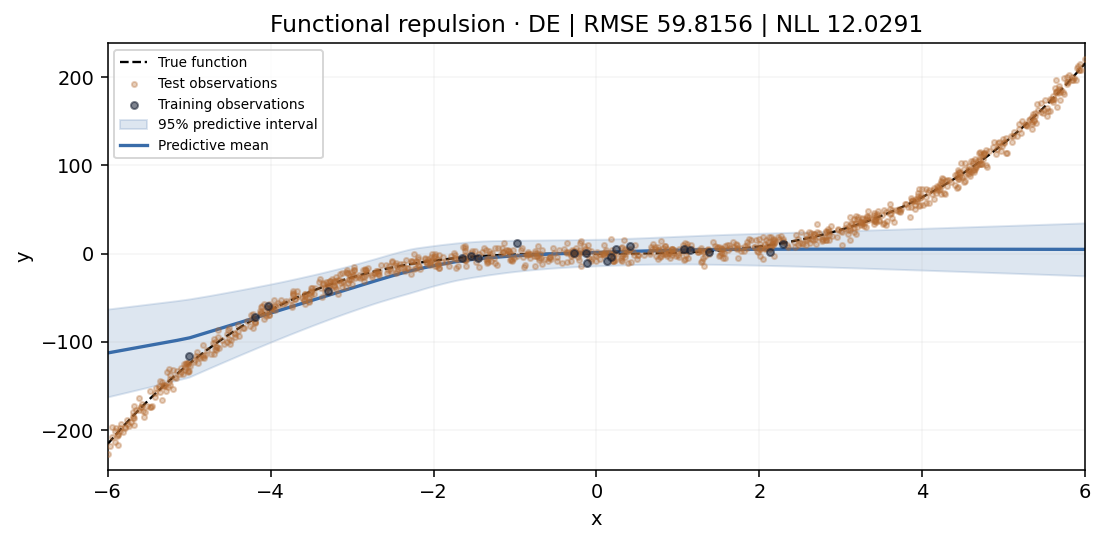 Functional repulsion · DE | RMSE 59.8156 | NLL 12.0291
True function
Test observations
Training observations
95% predictive interval
Predictive mean
200
100
0
−100
−200
y
−6 −4 −2 0 2 4 6
x